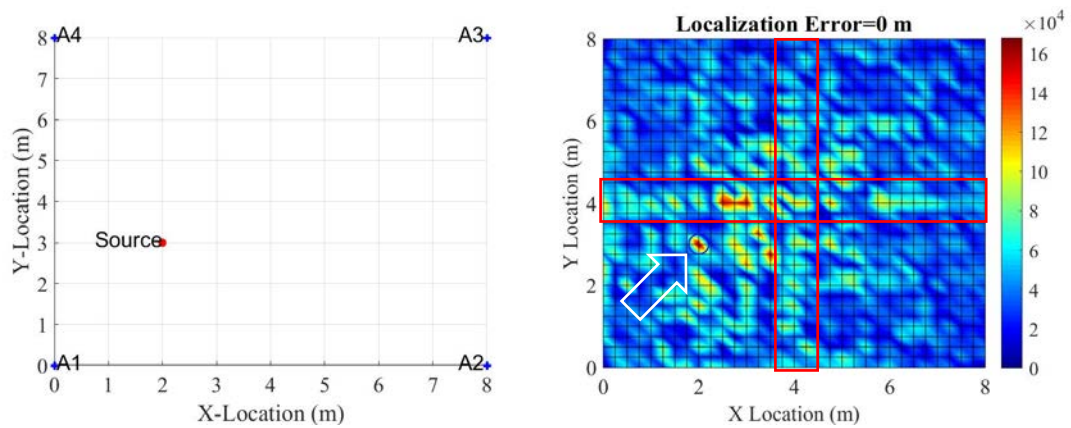 A4
A3
8
7
6
5
4
3
2
1
0
Y-Location (m)
Source
A1
A2
0 1 2 3 4 5 6 7 8
X-Location (m)
Localization Error=0 m
8
6
4
2
0
Y Location (m)
0 2 4 6 8
X Location (m)
×10⁴
16
14
12
10
8
6
4
2
0